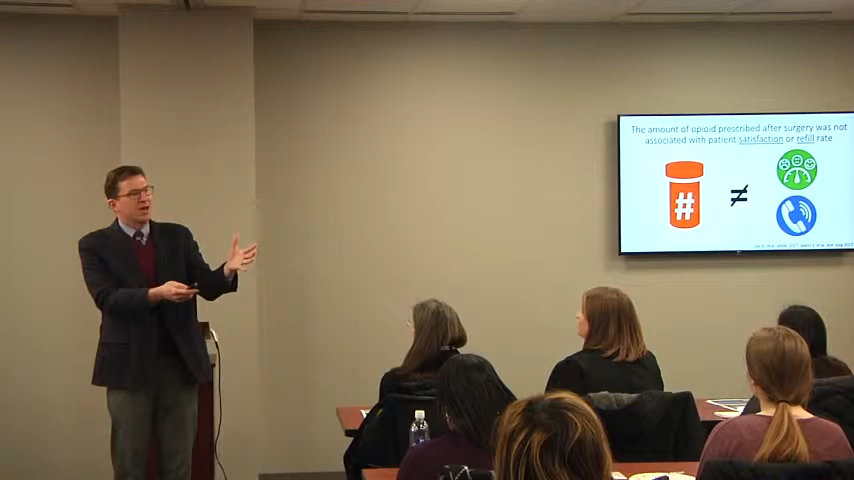 The amount of opioid prescribed after surgery was not
associated with patient satisfaction or refill rate
#
≠